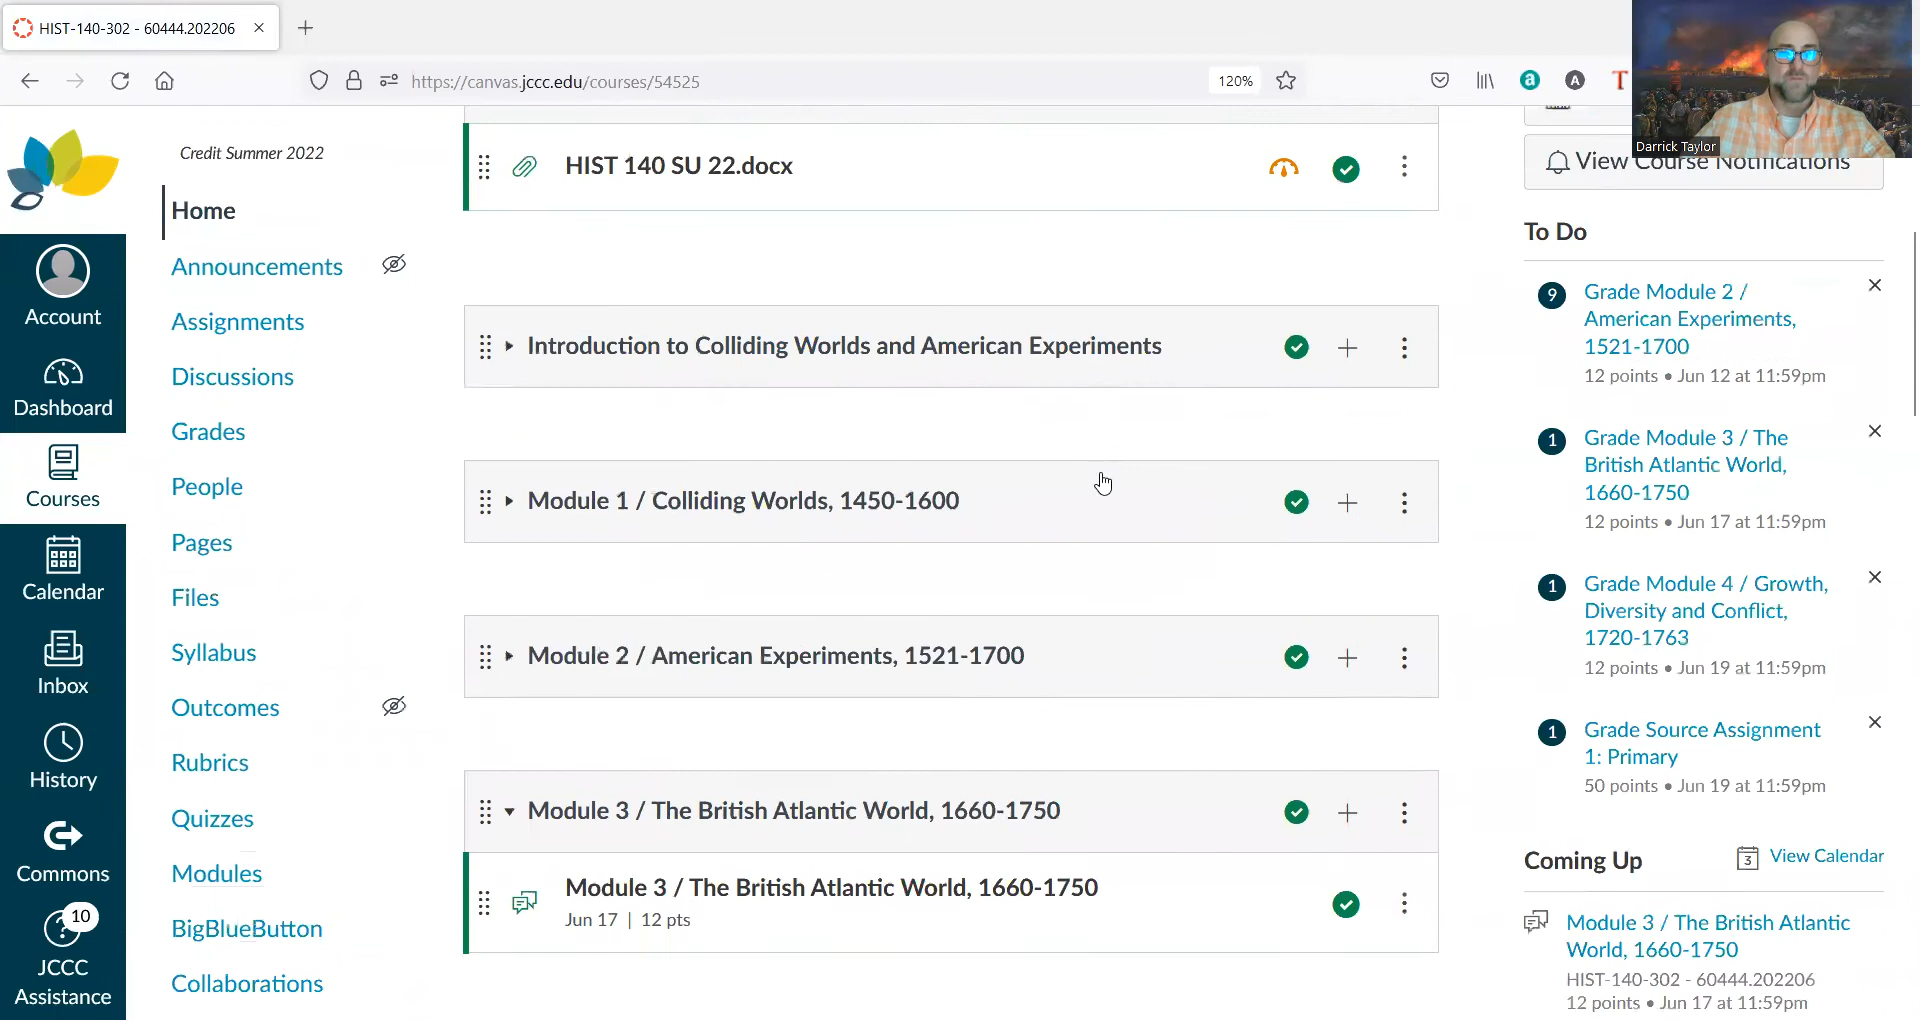 HIST-140-302 - 60444.202206
https://canvas.jccc.edu/courses/54525
120%
a
A
T
Darrick Taylor
Credit Summer 2022
Home
Announcements
Assignments
Discussions
Grades
People
Pages
Files
Syllabus
Outcomes
Rubrics
Quizzes
Modules
BigBlueButton
Collaborations
Account
Dashboard
Courses
Calendar
Inbox
History
Commons
10
JCCC
Assistance
HIST 140 SU 22.docx
Introduction to Colliding Worlds and American Experiments
Module 1 / Colliding Worlds, 1450-1600
Module 2 / American Experiments, 1521-1700
Module 3 / The British Atlantic World, 1660-1750
Module 3 / The British Atlantic World, 1660-1750
Jun 17 | 12 pts
View Course Notifications
To Do
9
Grade Module 2 /
American Experiments,
1521-1700
12 points • Jun 12 at 11:59pm
1
Grade Module 3 / The
British Atlantic World,
1660-1750
12 points • Jun 17 at 11:59pm
1
Grade Module 4 / Growth,
Diversity and Conflict,
1720-1763
12 points • Jun 19 at 11:59pm
1
Grade Source Assignment
1: Primary
50 points • Jun 19 at 11:59pm
Coming Up
3
View Calendar
Module 3 / The British Atlantic
World, 1660-1750
HIST-140-302 - 60444.202206
12 points • Jun 17 at 11:59pm